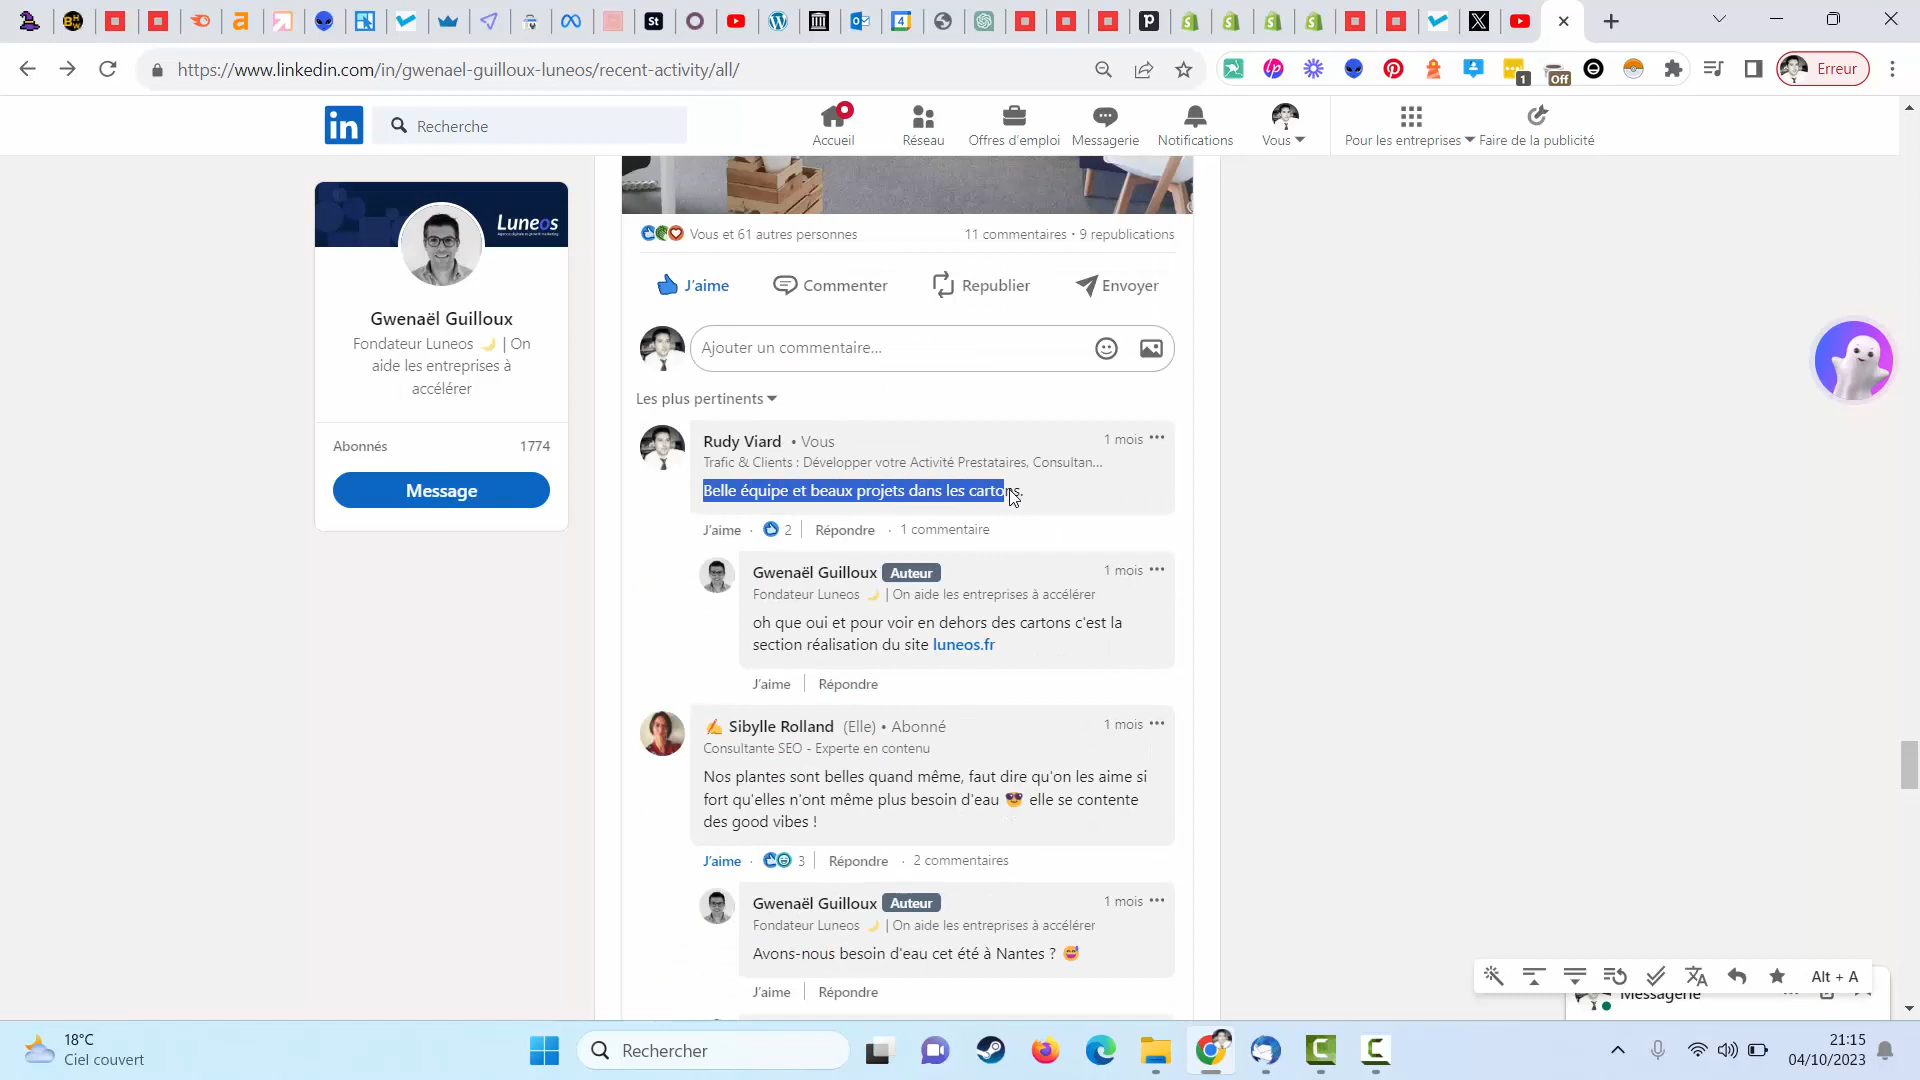 https://www.linkedin.com/in/gwenael-guilloux-luneos/recent-activity/all/
1
Off
Erreur
in
Recherche
Accueil
Réseau
Offres d'emploi
Messagerie
Notifications
Vous
Pour les entreprises
Faire de la publicité
Luneos
Gwenaël Guilloux
Fondateur Luneos 🌙 | On
aide les entreprises à
accélérer
Abonnés 1774
Message
Vous et 61 autres personnes
11 commentaires • 9 republications
J'aime
Commenter
Republier
Envoyer
Ajouter un commentaire...
Les plus pertinents
Rudy Viard • Vous
1 mois
Trafic & Clients : Développer votre Activité Prestataires, Consultan...
Belle équipe et beaux projets dans les cartons.
J'aime · 2 | Répondre · 1 commentaire
Gwenaël Guilloux Auteur
1 mois
Fondateur Luneos 🌙 | On aide les entreprises à accélérer
oh que oui et pour voir en dehors des cartons c'est la
section réalisation du site luneos.fr
J'aime | Répondre
✍️ Sibylle Rolland (Elle) • Abonné
1 mois
Consultante SEO - Experte en contenu
Nos plantes sont belles quand même, faut dire qu'on les aime si
fort qu'elles n'ont même plus besoin d'eau 😎 elle se contente
des good vibes !
J'aime · 3 | Répondre · 2 commentaires
Gwenaël Guilloux Auteur
1 mois
Fondateur Luneos 🌙 | On aide les entreprises à accélérer
Avons-nous besoin d'eau cet été à Nantes ? 😅
J'aime | Répondre
Alt + A
Messagerie
18°C
Ciel couvert
Rechercher
21:15
04/10/2023